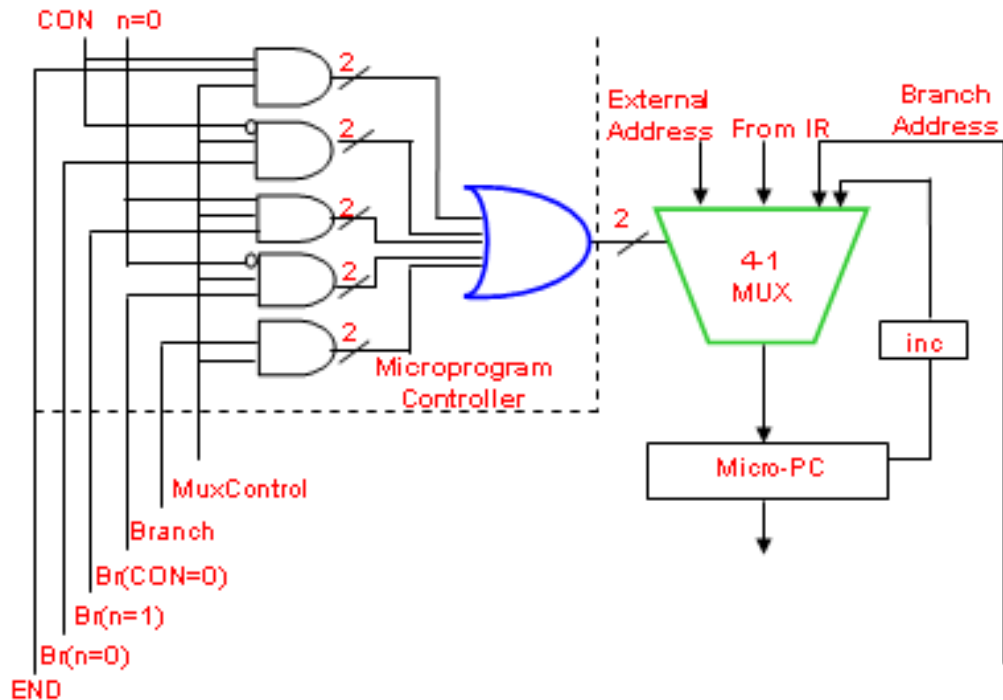 CON n=0
2
2
2
2
2
External
Address
From IR
Branch
Address
2
4-1
MUX
inc
Microprogram
Controller
Micro-PC
MuxControl
Branch
Br(CON=0)
Br(n=1)
Br(n=0)
END